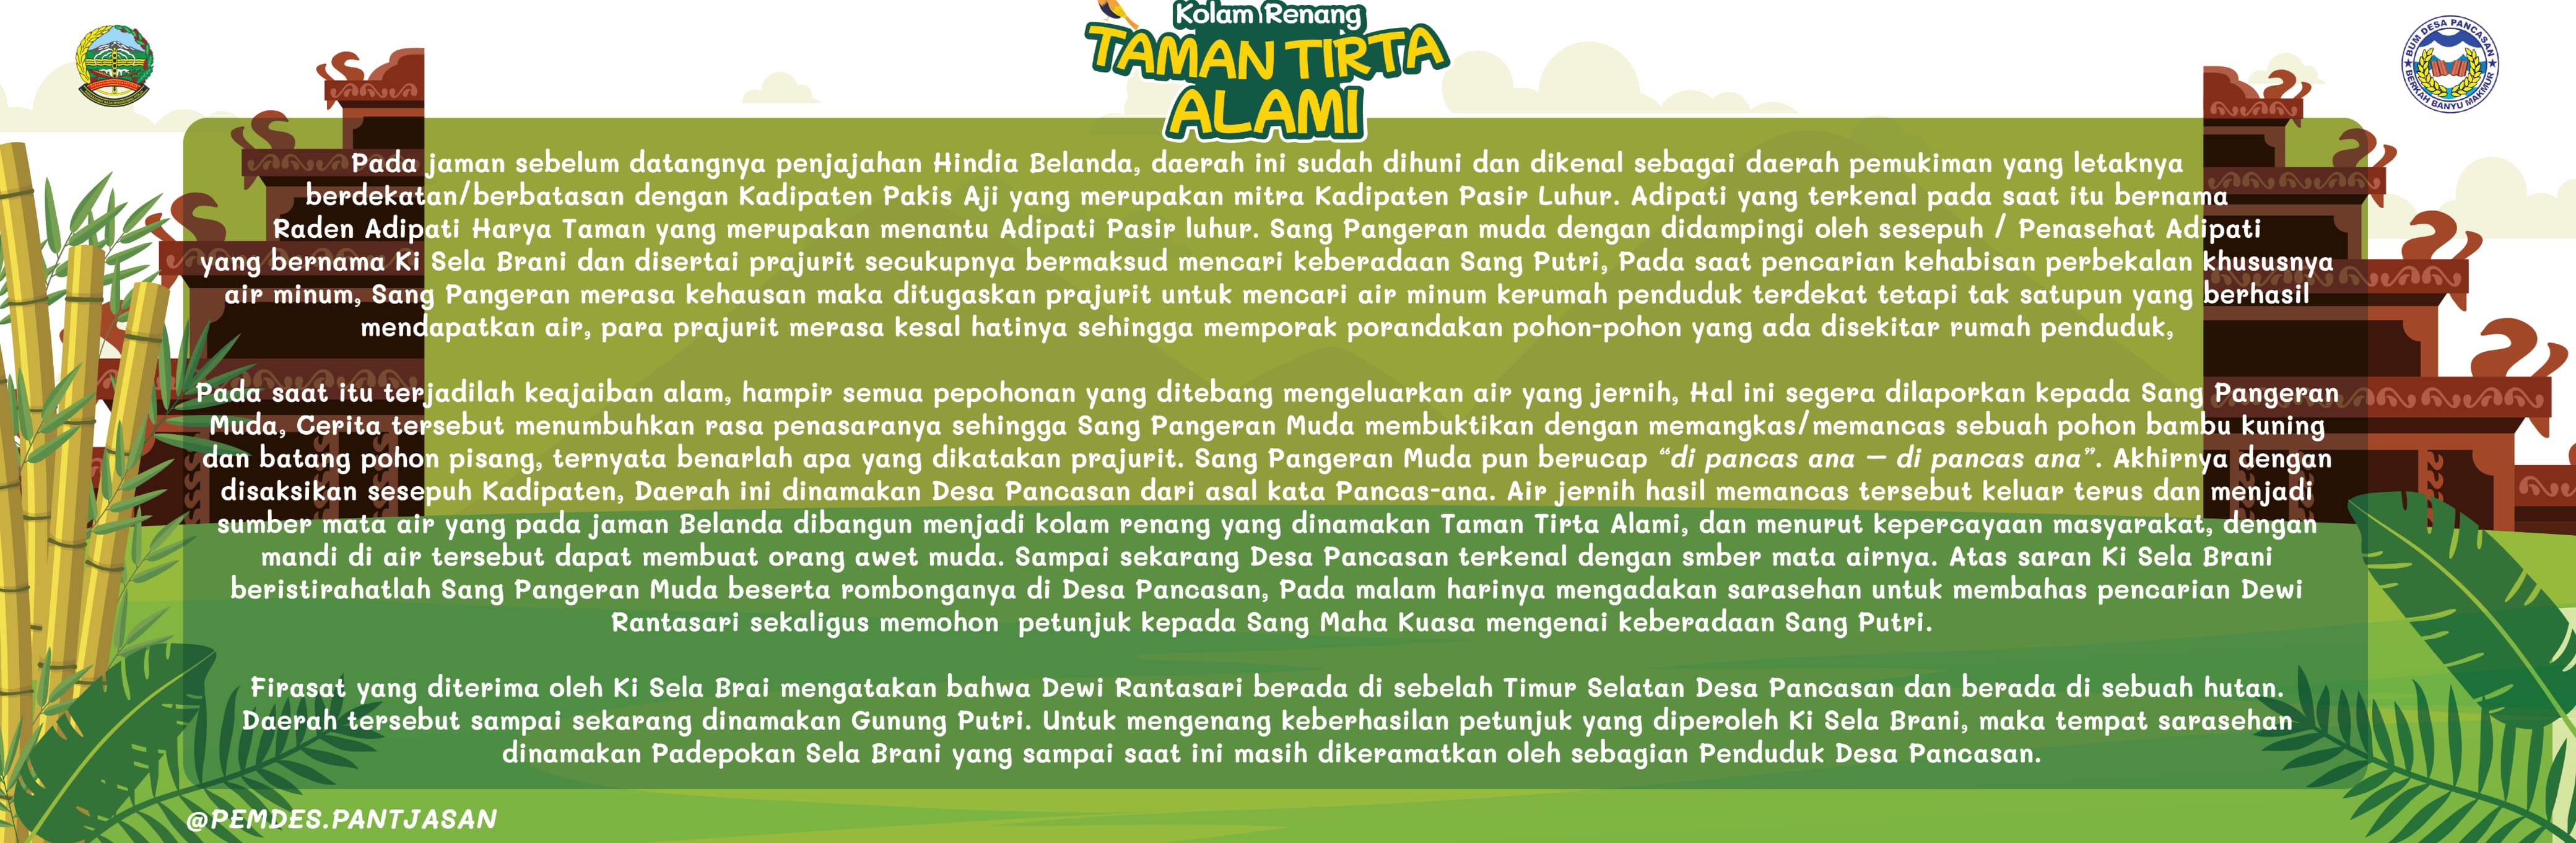 Kolam Renang
TAMAN TIRTA
ALAMI
BUM DESA PANCASAN
BERKAH BANYU MAKMUR
Pada jaman sebelum datangnya penjajahan Hindia Belanda, daerah ini sudah dihuni dan dikenal sebagai daerah pemukiman yang letaknya
berdekatan/berbatasan dengan Kadipaten Pakis Aji yang merupakan mitra Kadipaten Pasir Luhur. Adipati yang terkenal pada saat itu bernama
Raden Adipati Harya Taman yang merupakan menantu Adipati Pasir luhur. Sang Pangeran muda dengan didampingi oleh sesepuh / Penasehat Adipati
yang bernama Ki Sela Brani dan disertai prajurit secukupnya bermaksud mencari keberadaan Sang Putri, Pada saat pencarian kehabisan perbekalan khususnya
air minum, Sang Pangeran merasa kehausan maka ditugaskan prajurit untuk mencari air minum kerumah penduduk terdekat tetapi tak satupun yang berhasil
mendapatkan air, para prajurit merasa kesal hatinya sehingga memporak porandakan pohon-pohon yang ada disekitar rumah penduduk,
Pada saat itu terjadilah keajaiban alam, hampir semua pepohonan yang ditebang mengeluarkan air yang jernih, Hal ini segera dilaporkan kepada Sang Pangeran
Muda, Cerita tersebut menumbuhkan rasa penasaranya sehingga Sang Pangeran Muda membuktikan dengan memangkas/memancas sebuah pohon bambu kuning
dan batang pohon pisang, ternyata benarlah apa yang dikatakan prajurit. Sang Pangeran Muda pun berucap “di pancas ana – di pancas ana”. Akhirnya dengan
disaksikan sesepuh Kadipaten, Daerah ini dinamakan Desa Pancasan dari asal kata Pancas-ana. Air jernih hasil memancas tersebut keluar terus dan menjadi
sumber mata air yang pada jaman Belanda dibangun menjadi kolam renang yang dinamakan Taman Tirta Alami, dan menurut kepercayaan masyarakat, dengan
mandi di air tersebut dapat membuat orang awet muda. Sampai sekarang Desa Pancasan terkenal dengan smber mata airnya. Atas saran Ki Sela Brani
beristirahatlah Sang Pangeran Muda beserta rombonganya di Desa Pancasan, Pada malam harinya mengadakan sarasehan untuk membahas pencarian Dewi
Rantasari sekaligus memohon petunjuk kepada Sang Maha Kuasa mengenai keberadaan Sang Putri.
Firasat yang diterima oleh Ki Sela Brai mengatakan bahwa Dewi Rantasari berada di sebelah Timur Selatan Desa Pancasan dan berada di sebuah hutan.
Daerah tersebut sampai sekarang dinamakan Gunung Putri. Untuk mengenang keberhasilan petunjuk yang diperoleh Ki Sela Brani, maka tempat sarasehan
dinamakan Padepokan Sela Brani yang sampai saat ini masih dikeramatkan oleh sebagian Penduduk Desa Pancasan.
@PEMDES.PANTJASAN